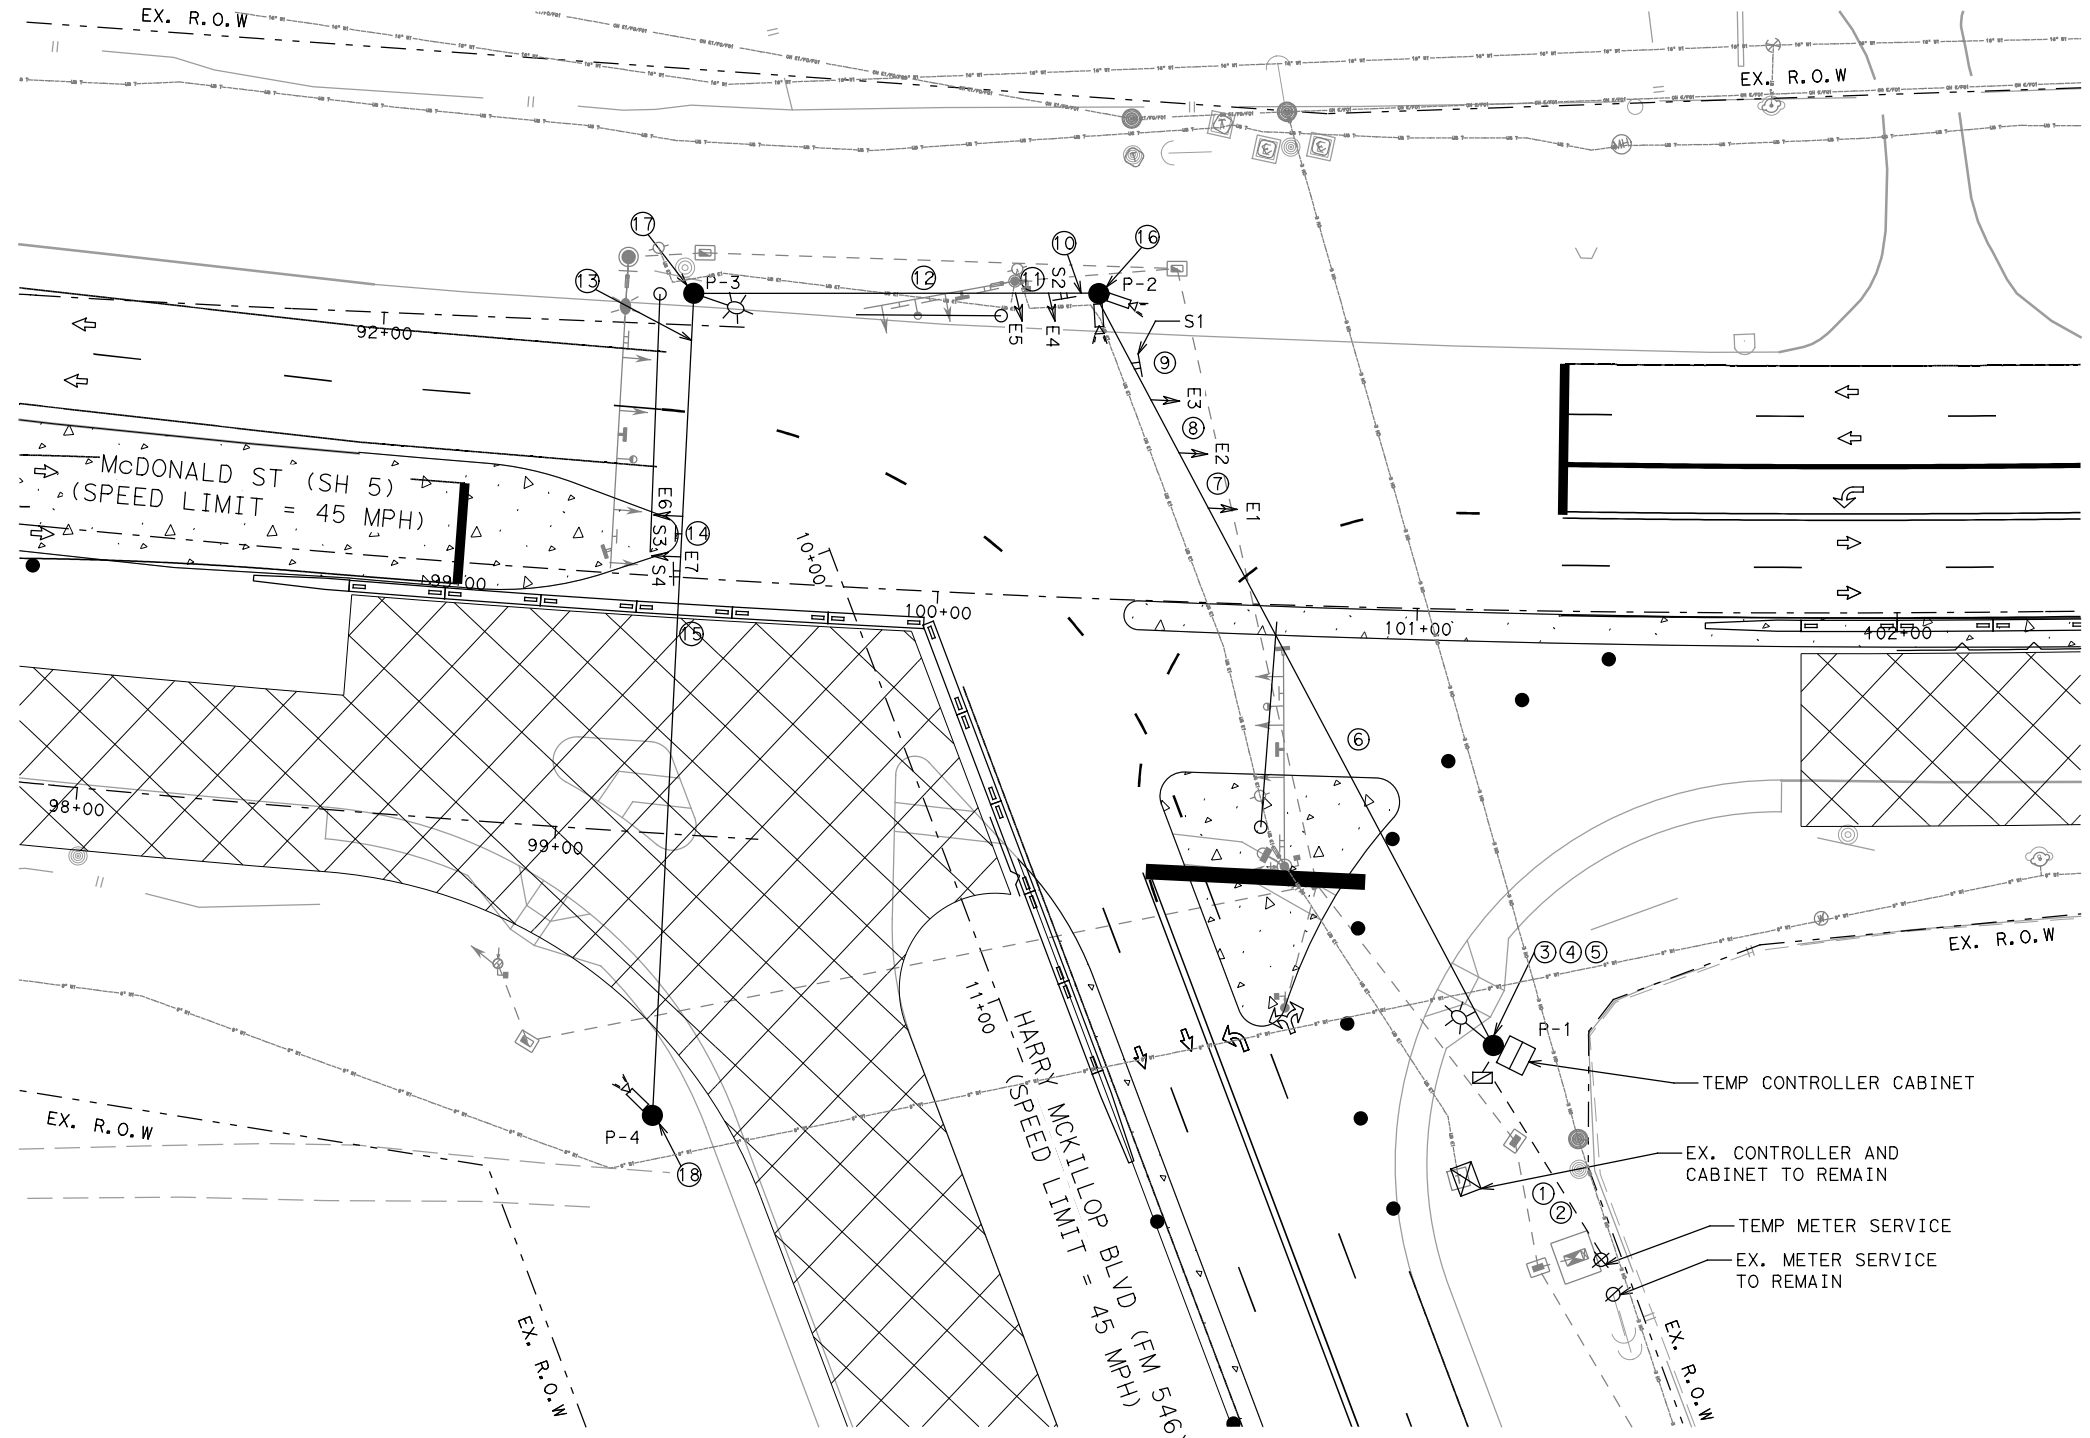 EX. R.O.W
EX. R.O.W
17
10
16
13
12
11
S2
P-3
P-2
92+00
E5
E4
S1
9
E3
8
E2
7
E1
McDONALD ST (SH 5)
(SPEED LIMIT = 45 MPH)
E6
S3
14
E7
S4
10+00
99+00
100+00
15
101+00
102+00
6
98+00
99+00
3
4
5
EX. R.O.W
11+00
P-1
HARRY MCKILLOP BLVD (FM 546)
(SPEED LIMIT = 45 MPH)
TEMP CONTROLLER CABINET
EX. R.O.W
P-4
18
EX. CONTROLLER AND
CABINET TO REMAIN
1
2
TEMP METER SERVICE
EX. METER SERVICE
TO REMAIN
EX. R.O.W
EX. R.O.W